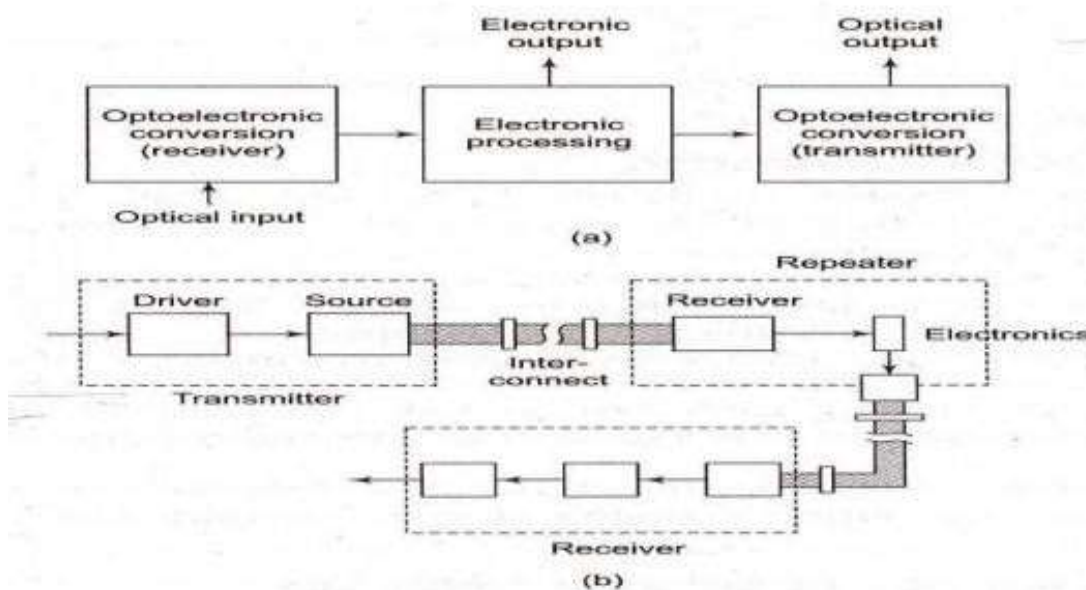 Electronic
output
Optical
output
Optoelectronic
conversion
(receiver)
Electronic
processing
Optoelectronic
conversion
(transmitter)
Optical input
(a)
Repeater
Driver
Source
Receiver
Electronics
Inter-
connect
Transmitter
Receiver
(b)